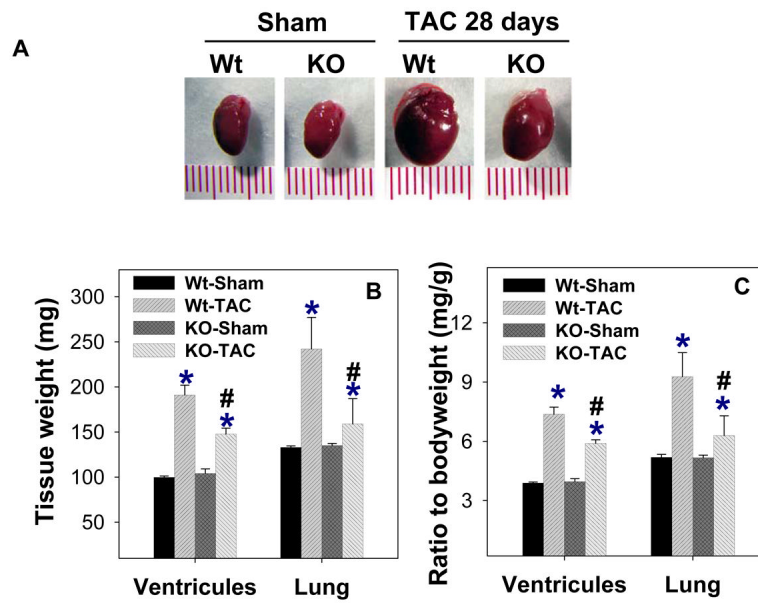 A
Sham
TAC 28 days
Wt
KO
Wt
KO
Tissue weight (mg)
300
250
200
150
100
50
Wt-Sham
Wt-TAC
KO-Sham
KO-TAC
B
*
#
*
*
#
*
Ventricules
Lung
Ratio to bodyweight (mg/g)
12
9
6
3
Wt-Sham
Wt-TAC
KO-Sham
KO-TAC
C
*
#
*
*
#
*
Ventricules
Lung